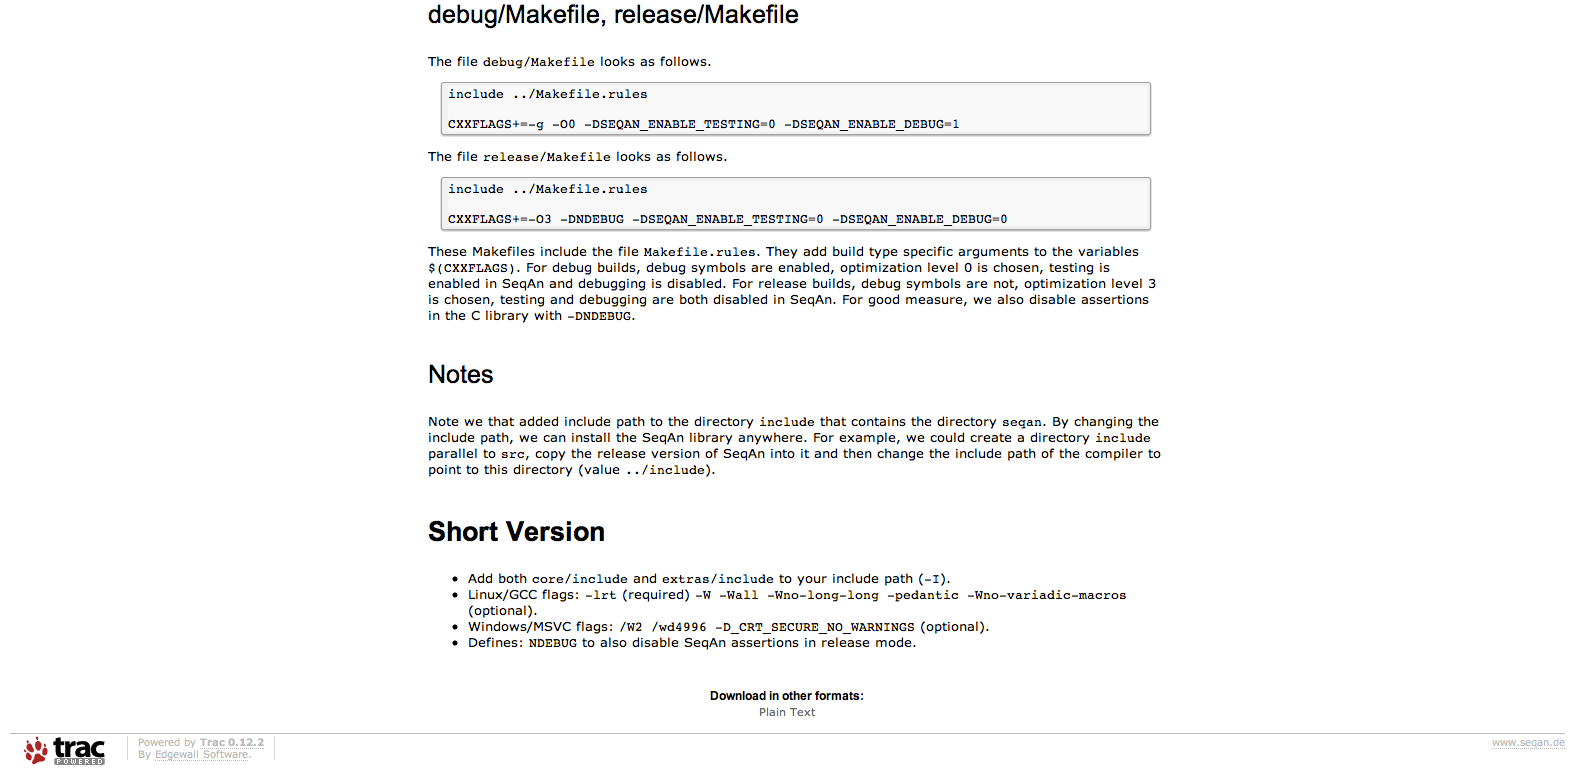 debug/Makefile, release/Makefile
The file debug/Makefile looks as follows.
include ../Makefile.rules
CXXFLAGS+=-g -O0 -DSEQAN_ENABLE_TESTING=0 -DSEQAN_ENABLE_DEBUG=1
The file release/Makefile looks as follows.
include ../Makefile.rules
CXXFLAGS+=-O3 -DNDEBUG -DSEQAN_ENABLE_TESTING=0 -DSEQAN_ENABLE_DEBUG=0
These Makefiles include the file Makefile.rules. They add build type specific arguments to the variables
$(CXXFLAGS). For debug builds, debug symbols are enabled, optimization level 0 is chosen, testing is
enabled in SeqAn and debugging is disabled. For release builds, debug symbols are not, optimization level 3
is chosen, testing and debugging are both disabled in SeqAn. For good measure, we also disable assertions
in the C library with -DNDEBUG.
Notes
Note we that added include path to the directory include that contains the directory seqan. By changing the
include path, we can install the SeqAn library anywhere. For example, we could create a directory include
parallel to src, copy the release version of SeqAn into it and then change the include path of the compiler to
point to this directory (value ../include).
Short Version
• Add both core/include and extras/include to your include path (-I).
• Linux/GCC flags: -lrt (required) -W -Wall -Wno-long-long -pedantic -Wno-variadic-macros
(optional).
• Windows/MSVC flags: /W2 /wd4996 -D_CRT_SECURE_NO_WARNINGS (optional).
• Defines: NDEBUG to also disable SeqAn assertions in release mode.
Download in other formats:
Plain Text
trac
POWERED
Powered by Trac 0.12.2
By Edgewall Software.
www.seqan.de